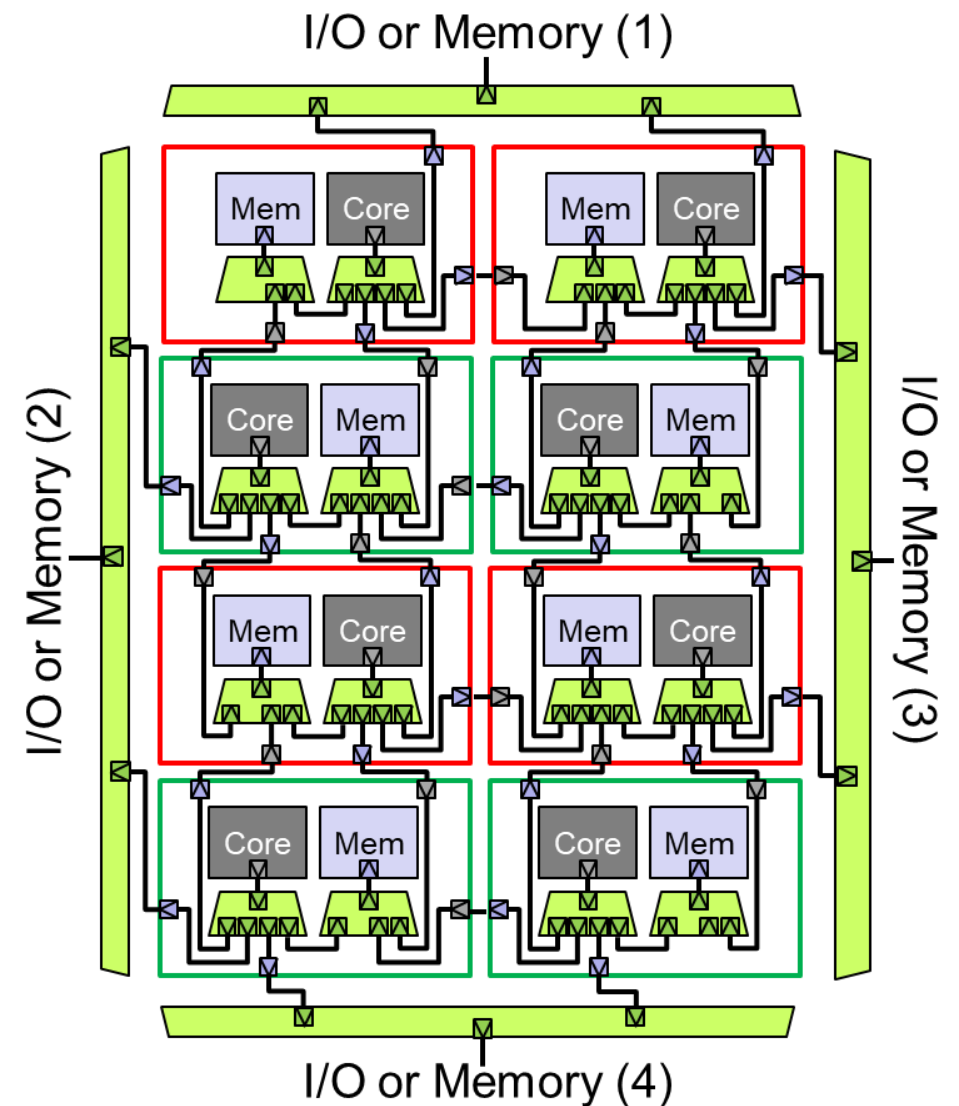 I/O or Memory (1)
Mem
Core
Mem
Core
I/O or Memory (2)
Core
Mem
Core
Mem
I/O or Memory (3)
Mem
Core
Mem
Core
Core
Mem
Core
Mem
I/O or Memory (4)